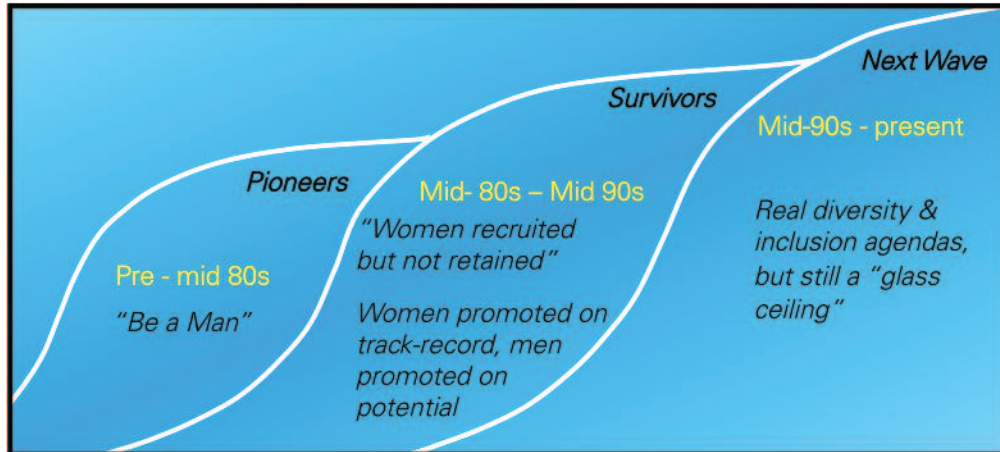 Pioneers
Pre - mid 80s
“Be a Man”
Survivors
Mid- 80s – Mid 90s
“Women recruited
but not retained”
Women promoted on
track-record, men
promoted on
potential
Next Wave
Mid-90s - present
Real diversity &
inclusion agendas,
but still a “glass
ceiling”